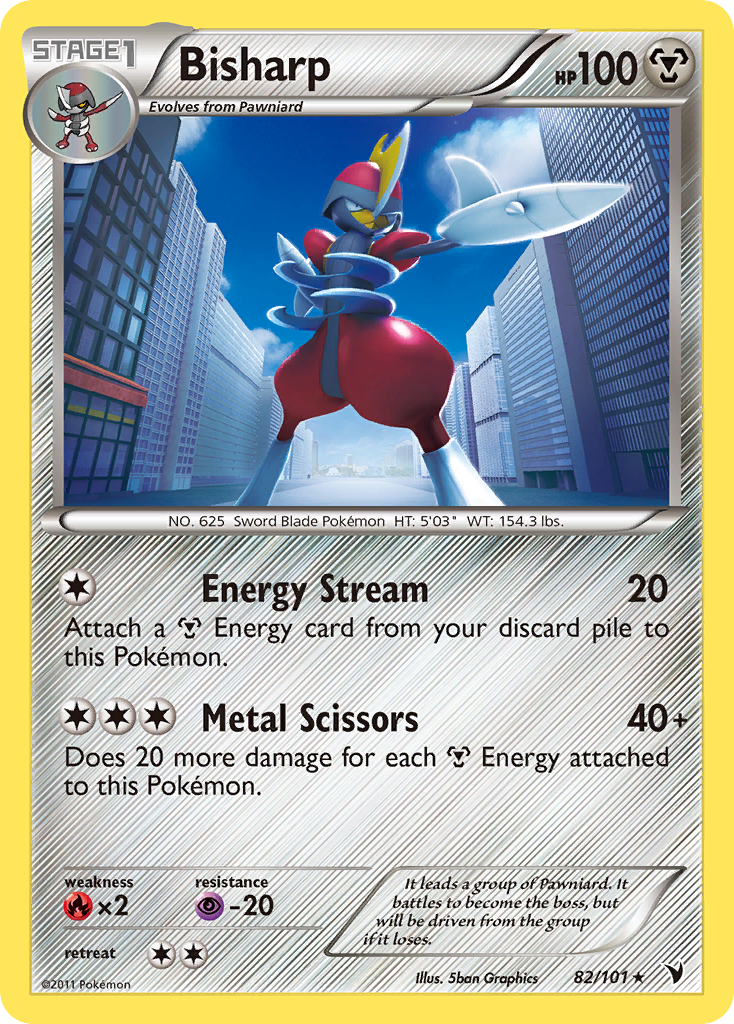 STAGE1
Bisharp
HP100
Evolves from Pawniard
NO. 625 Sword Blade Pokémon HT: 5'03" WT: 154.3 lbs.
Energy Stream 20
Attach a Energy card from your discard pile to
this Pokémon.
Metal Scissors 40+
Does 20 more damage for each Energy attached
to this Pokémon.
weakness resistance
×2 -20
It leads a group of Pawniard. It
battles to become the boss, but
will be driven from the group
if it loses.
retreat
©2011 Pokémon
Illus. 5ban Graphics 82/101★